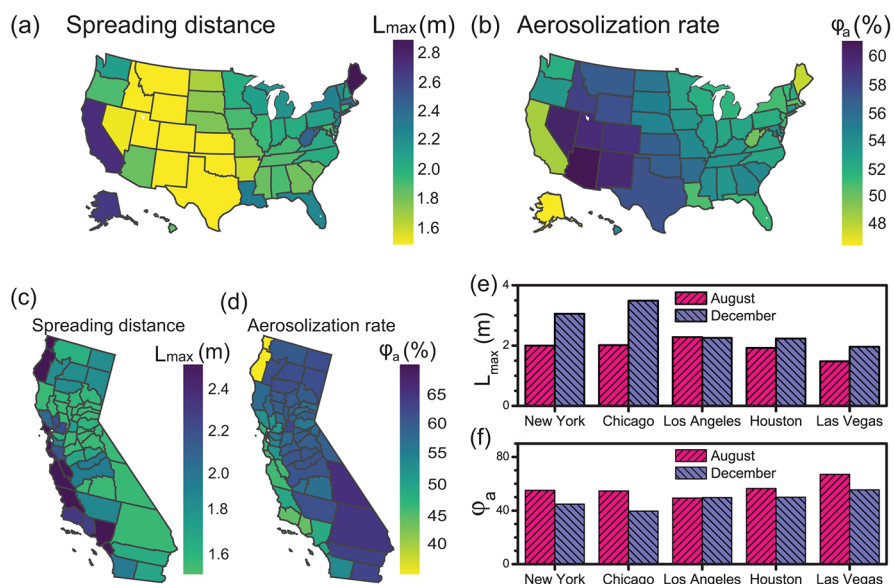 (a) Spreading distance
Lmax(m)
2.8
2.6
2.4
2.2
2.0
1.8
1.6
(b) Aerosolization rate
φa(%)
60
58
56
54
52
50
48
(c)
Spreading distance
Lmax(m)
2.4
2.2
2.0
1.8
1.6
(d)
Aerosolization rate
φa(%)
65
60
55
50
45
40
(e)
Lmax (m)
4
2
0
August
December
New York Chicago Los Angeles Houston Las Vegas
(f)
φa
80
40
0
August
December
New York Chicago Los Angeles Houston Las Vegas